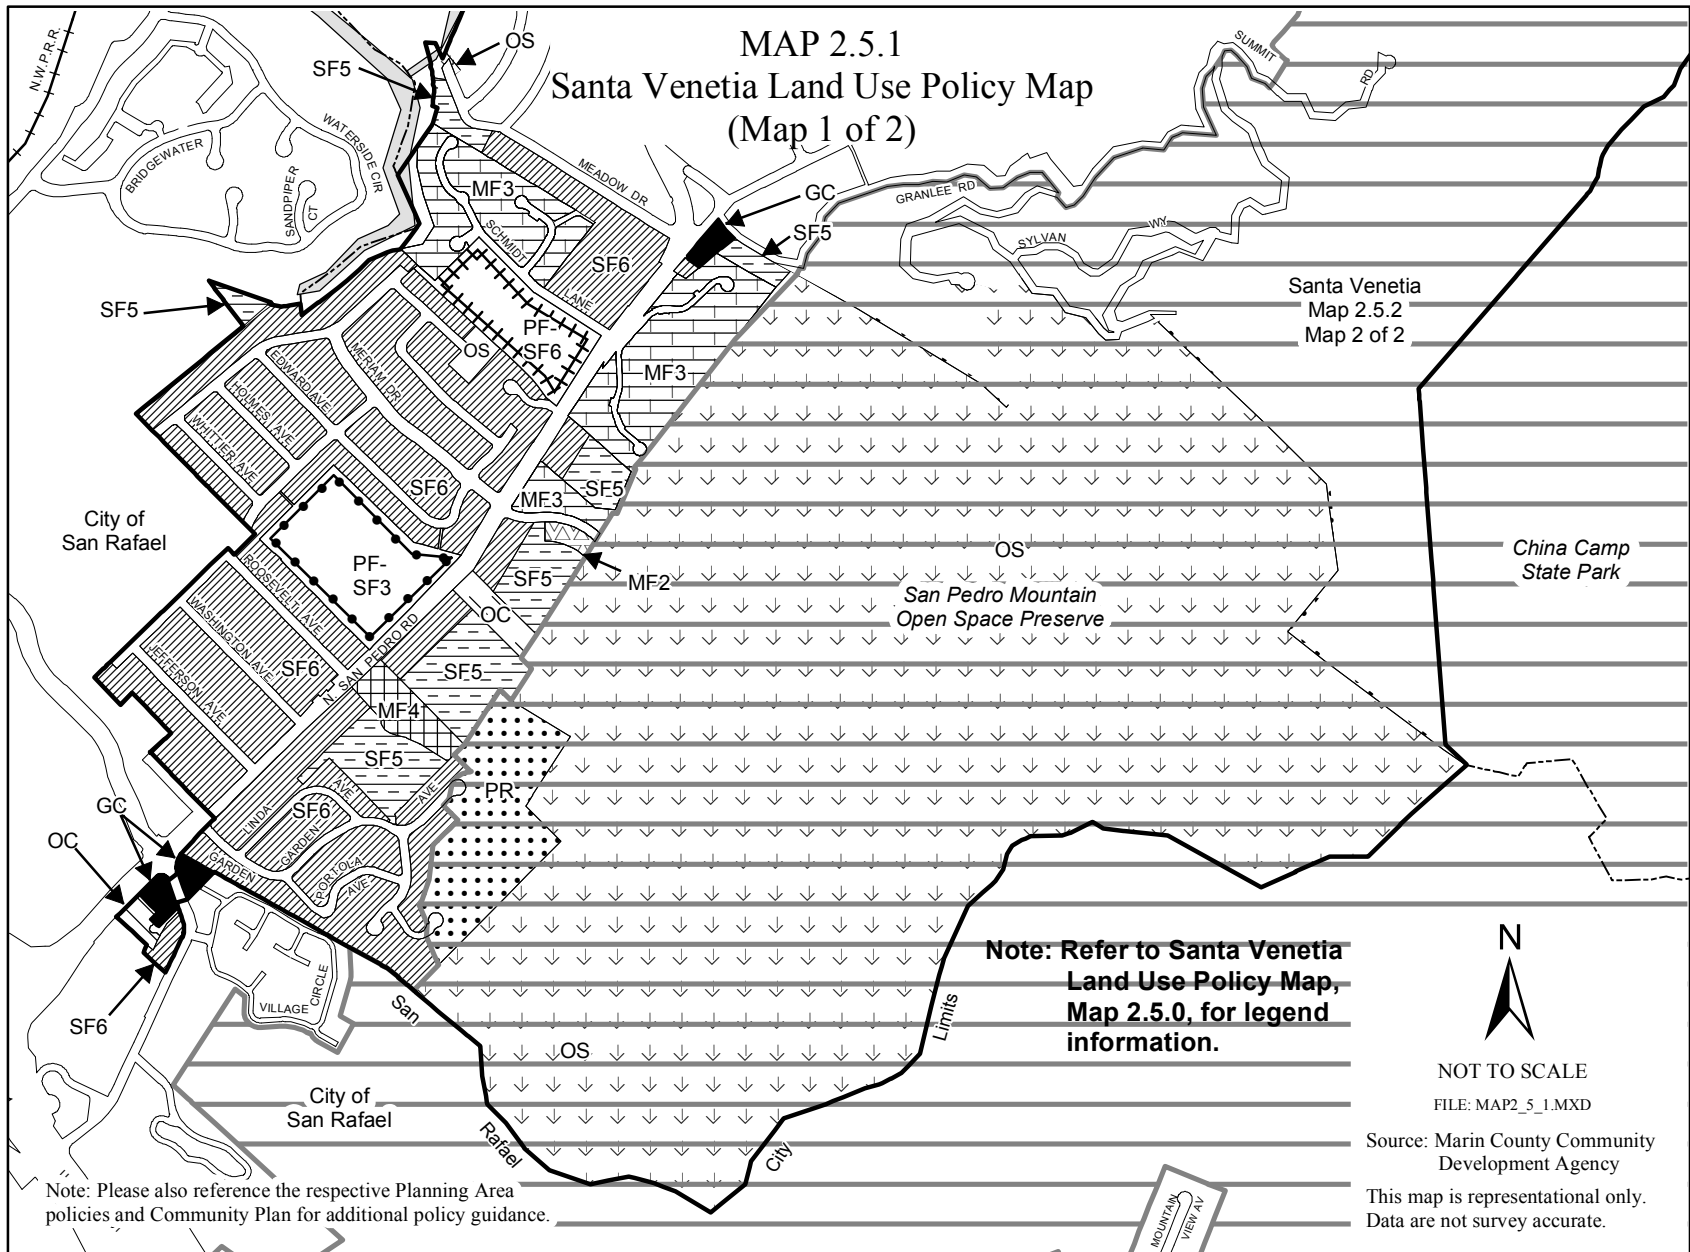 MAP 2.5.1
Santa Venetia Land Use Policy Map
(Map 1 of 2)
N.W.P.R.R.
OS
SF5
SUMMIT
RD
WATERSIDE CIR
BRIDGEWATER
SANDPIPER
CT
MEADOW DR
MF3
SCHMIDT
LANE
SF6
GC
SF5
GRANLEE RD
SYLVAN
WY
SF5
PF-
SF6
OS
Santa Venetia
Map 2.5.2
Map 2 of 2
MERIAM DR
EDWARD AVE
HOLMES AVE
WHITTIER AVE
MF3
SF6
MF3
SF5
City of
San Rafael
PF-
SF3
SF5
MF2
OS
San Pedro Mountain
Open Space Preserve
China Camp
State Park
OC
ROOSEVELT AVE
WASHINGTON AVE
JEFFERSON AVE
SF6
N. SAN PEDRO RD
SF5
MF4
SF5
PR
GC
OC
LINDA
AVE
SF6
GARDEN
AVE
GARDEN
PORTOLA
AVE
SF6
VILLAGE
CIRCLE
San
Rafael
City
Limits
OS
City of
San Rafael
Note: Refer to Santa Venetia
Land Use Policy Map,
Map 2.5.0, for legend
information.
N
NOT TO SCALE
FILE: MAP2_5_1.MXD
Source: Marin County Community
Development Agency
This map is representational only.
Data are not survey accurate.
MOUNTAIN
VIEW AV
Note: Please also reference the respective Planning Area
policies and Community Plan for additional policy guidance.